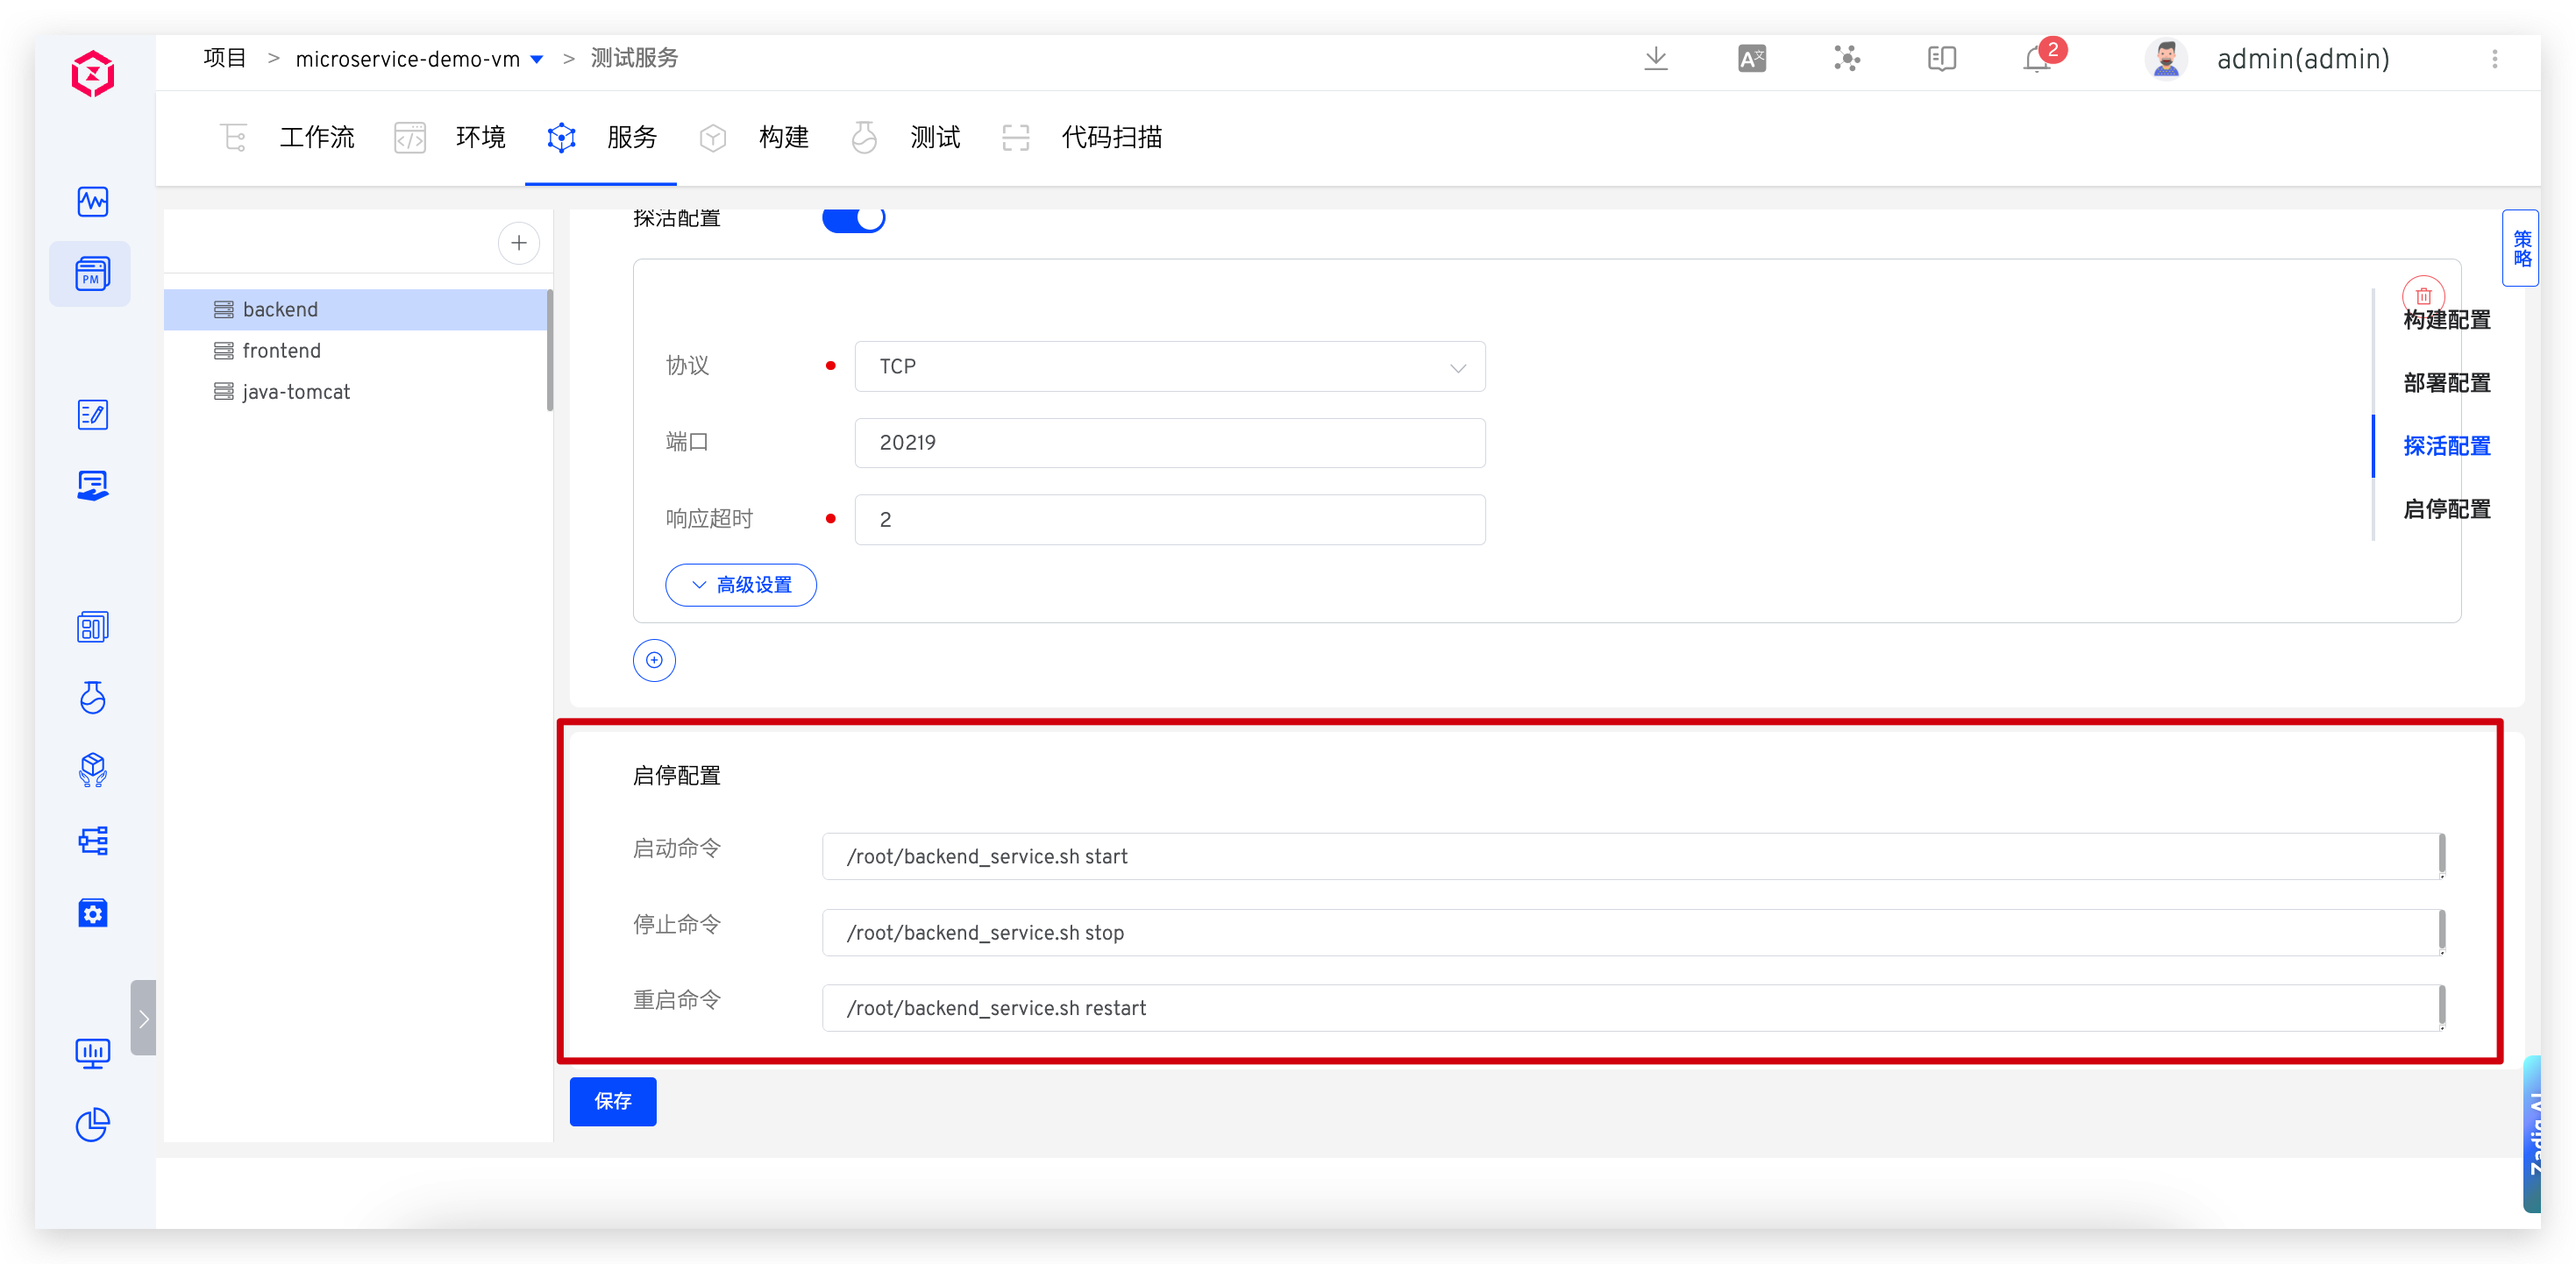 项目 > microservice-demo-vm > 测试服务
2
admin(admin)
工作流 环境 服务 构建 测试 代码扫描
PM
backend
frontend
java-tomcat
探活配置
策略
协议 TCP
端口 20219
响应超时 2
高级设置
构建配置
部署配置
探活配置
启停配置
启停配置
启动命令 /root/backend_service.sh start
停止命令 /root/backend_service.sh stop
重启命令 /root/backend_service.sh restart
保存
Zadig AI